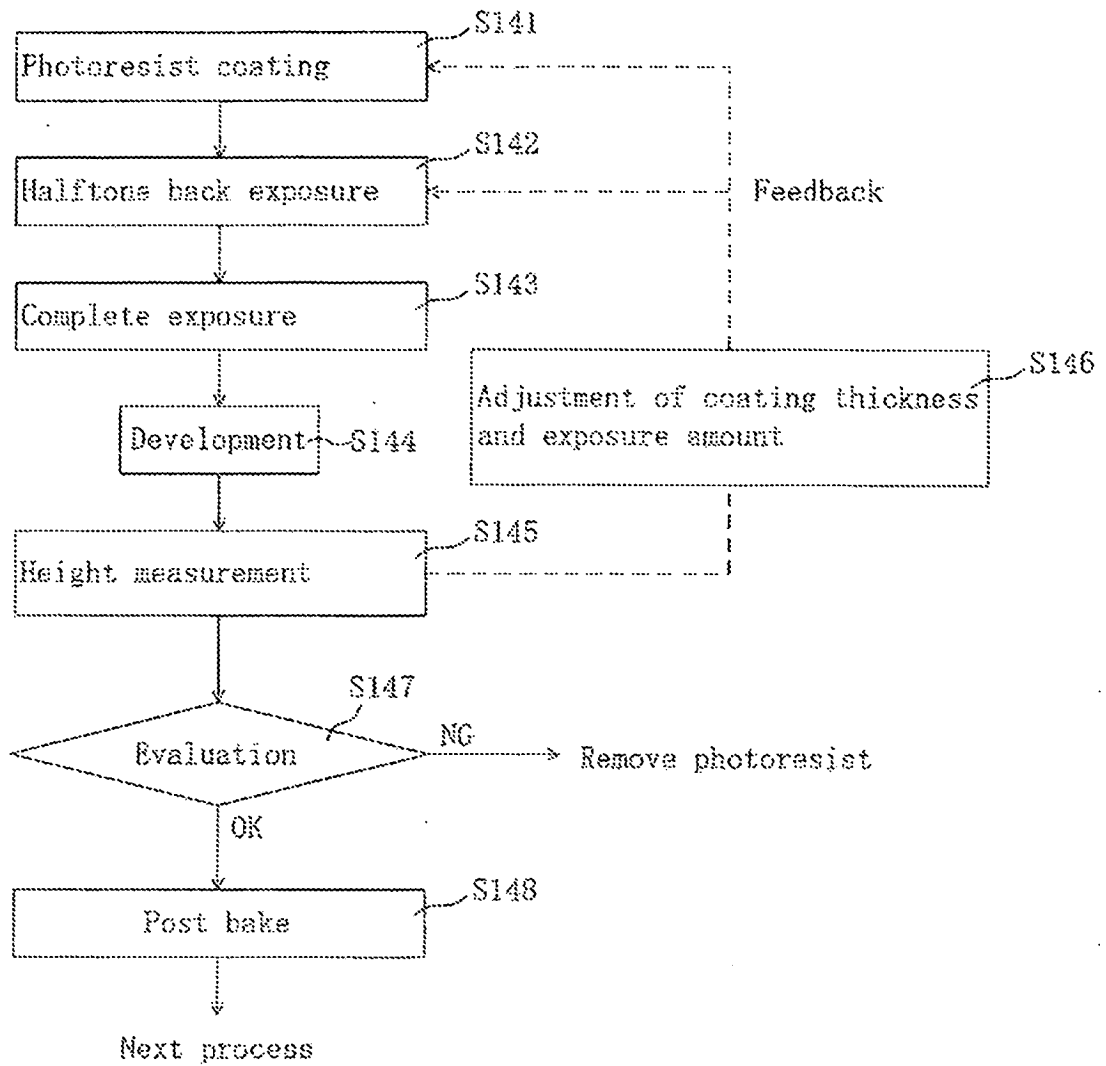 S141
Photoresist coating
S142
Halftone back exposure
Feedback
S143
Complete exposure
S146
Adjustment of coating thickness
and exposure amount
Development
S144
S145
Height measurement
S147
Evaluation
NG
Remove photoresist
OK
S148
Post bake
Next process